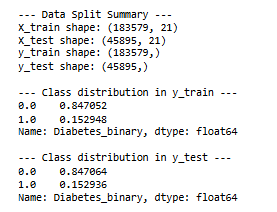 --- Data Split Summary ---
X_train shape: (183579, 21)
X_test shape: (45895, 21)
y_train shape: (183579,)
y_test shape: (45895,)
--- Class distribution in y_train ---
0.0    0.847052
1.0    0.152948
Name: Diabetes_binary, dtype: float64
--- Class distribution in y_test ---
0.0    0.847064
1.0    0.152936
Name: Diabetes_binary, dtype: float64